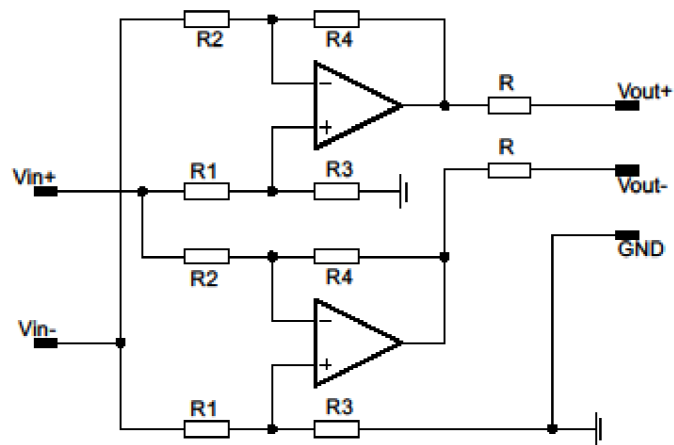 R2
R4
R
Vout+
−
+
R
Vin+
R1
R3
Vout-
GND
R2
R4
Vin-
−
+
R1
R3